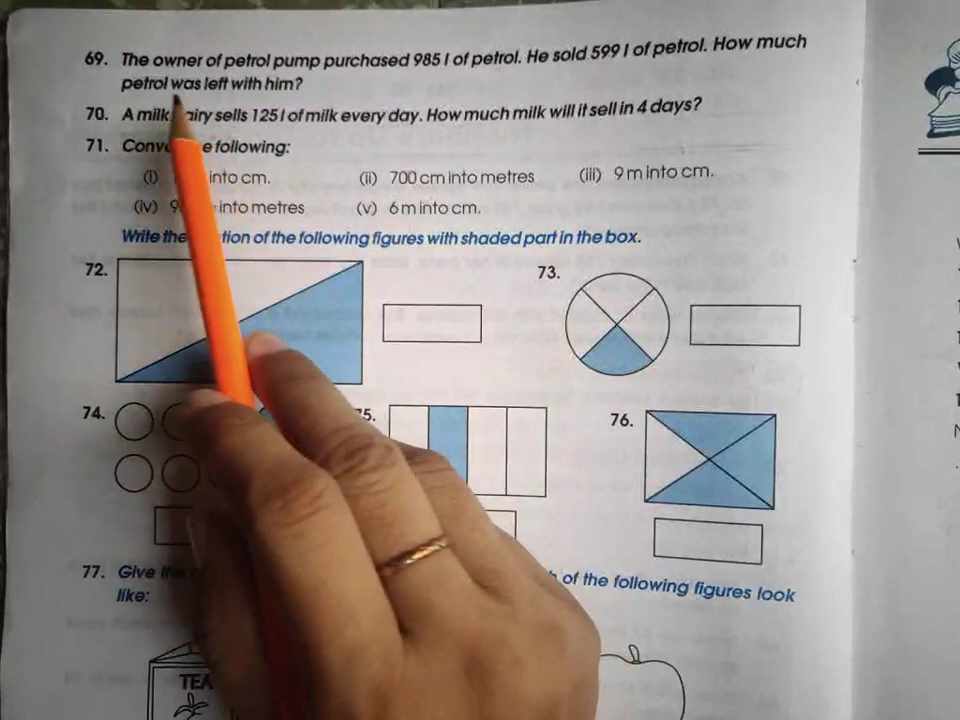 69. The owner of petrol pump purchased 985 l of petrol. He sold 599 l of petrol. How much
petrol was left with him?
70. A milk airy sells 125 l of milk every day. How much milk will it sell in 4 days?
71. Conve e following:
(i) into cm. (ii) 700 cm into metres (iii) 9 m into cm.
(iv) 9 into metres (v) 6 m into cm.
Write the tion of the following figures with shaded part in the box.
72. 73.
74. 75. 76.
77. Give of the following figures look
like:
TEA